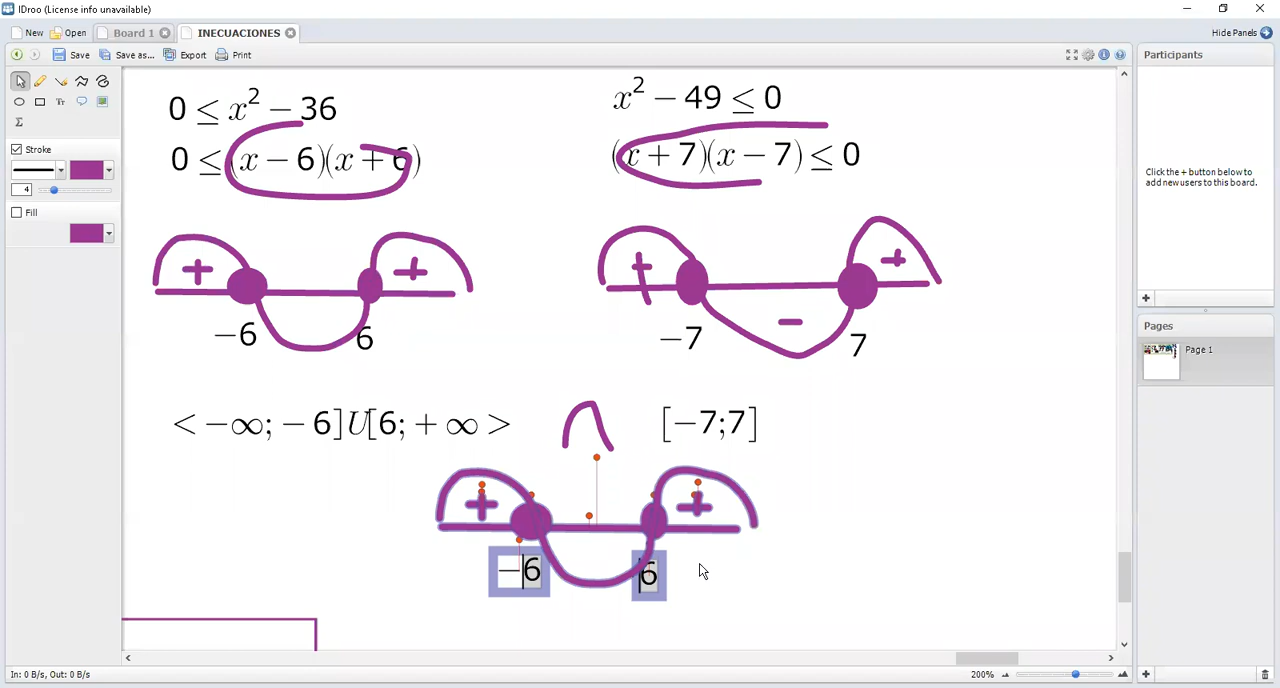 IDroo (License info unavailable)
New Open Board 1 INECUACIONES Hide Panels
Save Save as... Export Print
Participants
Click the + button below to
add new users to this board.
Tr
Σ
Stroke
4
Fill
0 ≤ x² − 36
0 ≤ (x − 6)(x + 6)
+ +
−6 6
< −∞; − 6] U [6; + ∞ >
x² − 49 ≤ 0
(x + 7)(x − 7) ≤ 0
+ − +
−7 7
∩ [−7;7]
+ +
−6 6
Pages
Page 1
In: 0 B/s, Out: 0 B/s 200%